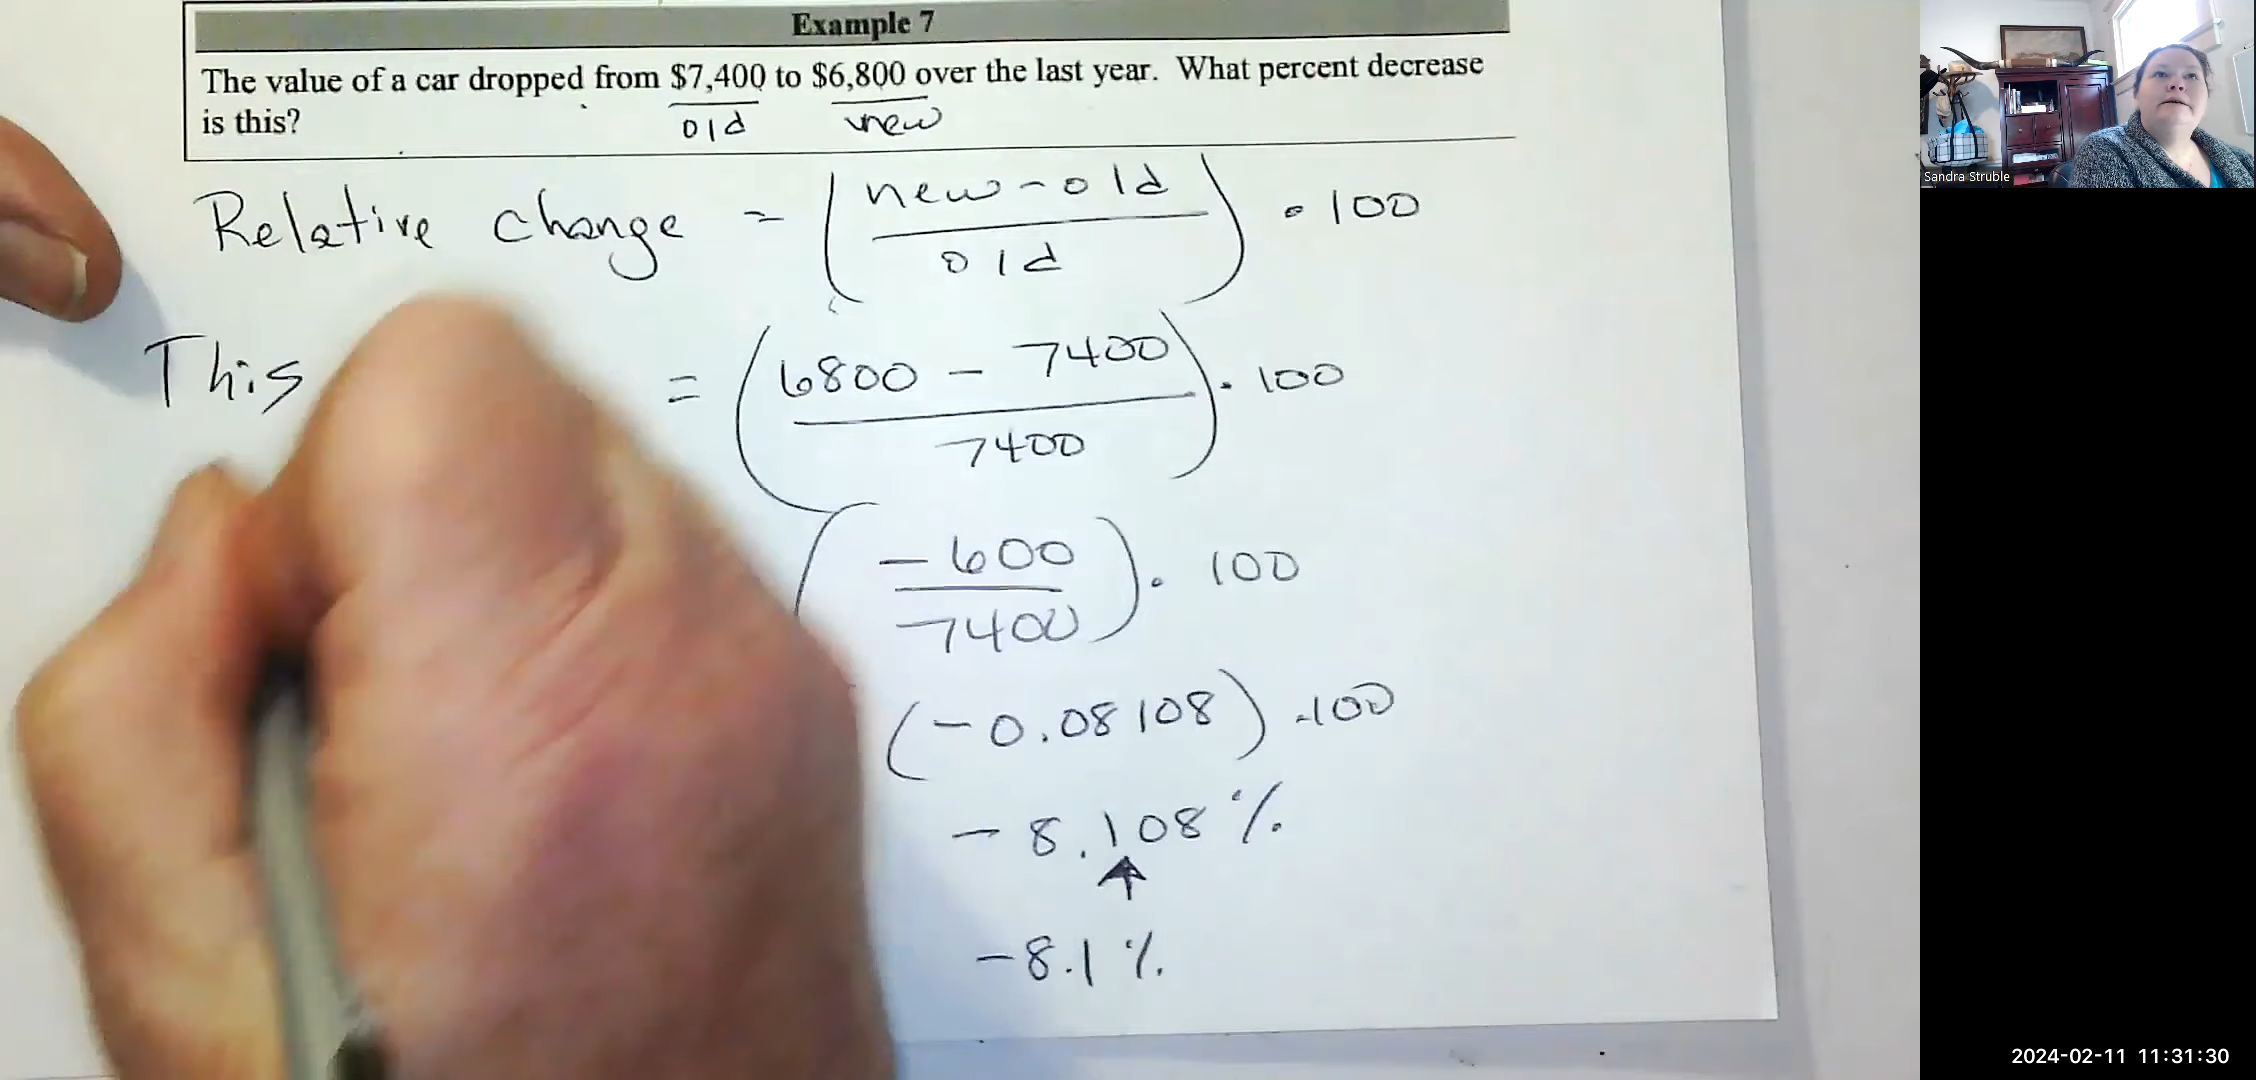 Example 7
The value of a car dropped from $7,400 to $6,800 over the last year. What percent decrease
is this?
old new
Relative change = (new - old / old) · 100
This = (6800 - 7400 / 7400) · 100
(-600 / 7400) · 100
(-0.08108) · 100
-8.108%
-8.1%
Sandra Struble
2024-02-11 11:31:30